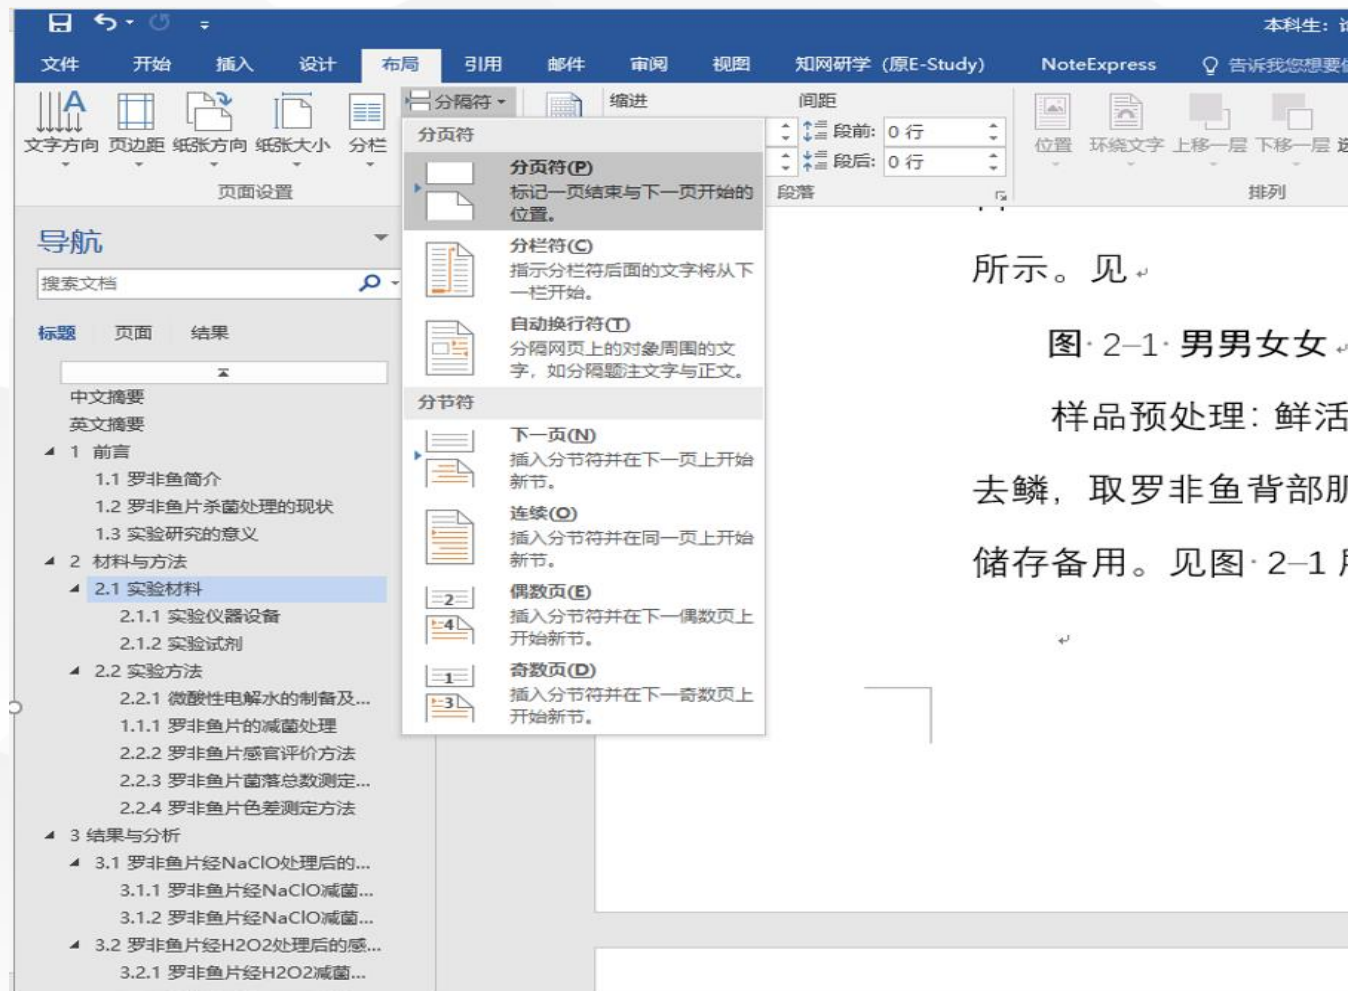 本科生：
文件 开始 插入 设计 布局 引用 邮件 审阅 视图 知网研学（原E-Study） NoteExpress 告诉我您想要
分隔符 缩进 间距
文字方向 页边距 纸张方向 纸张大小 分栏
段前: 0 行
段后: 0 行
位置 环绕文字 上移一层 下移一层
页面设置 段落 排列
分页符
分页符(P)
标记一页结束与下一页开始的
位置。
分栏符(C)
指示分栏符后面的文字将从下
一栏开始。
自动换行符(T)
分隔网页上的对象周围的文
字，如分隔题注文字与正文。
分节符
下一页(N)
插入分节符并在下一页上开始
新节。
连续(O)
插入分节符并在同一页上开始
新节。
偶数页(E)
插入分节符并在下一偶数页上
开始新节。
奇数页(D)
插入分节符并在下一奇数页上
开始新节。
导航
搜索文档
标题 页面 结果
中文摘要
英文摘要
1 前言
1.1 罗非鱼简介
1.2 罗非鱼片杀菌处理的现状
1.3 实验研究的意义
2 材料与方法
2.1 实验材料
2.1.1 实验仪器设备
2.1.2 实验试剂
2.2 实验方法
2.2.1 微酸性电解水的制备及...
1.1.1 罗非鱼片的减菌处理
2.2.2 罗非鱼片感官评价方法
2.2.3 罗非鱼片菌落总数测定...
2.2.4 罗非鱼片色差测定方法
3 结果与分析
3.1 罗非鱼片经NaClO处理后的...
3.1.1 罗非鱼片经NaClO减菌...
3.1.2 罗非鱼片经NaClO减菌...
3.2 罗非鱼片经H2O2处理后的感...
3.2.1 罗非鱼片经H2O2减菌...
所示。见
图 2–1 男男女女
样品预处理：鲜活
去鳞，取罗非鱼背部肌
储存备用。见图 2–1